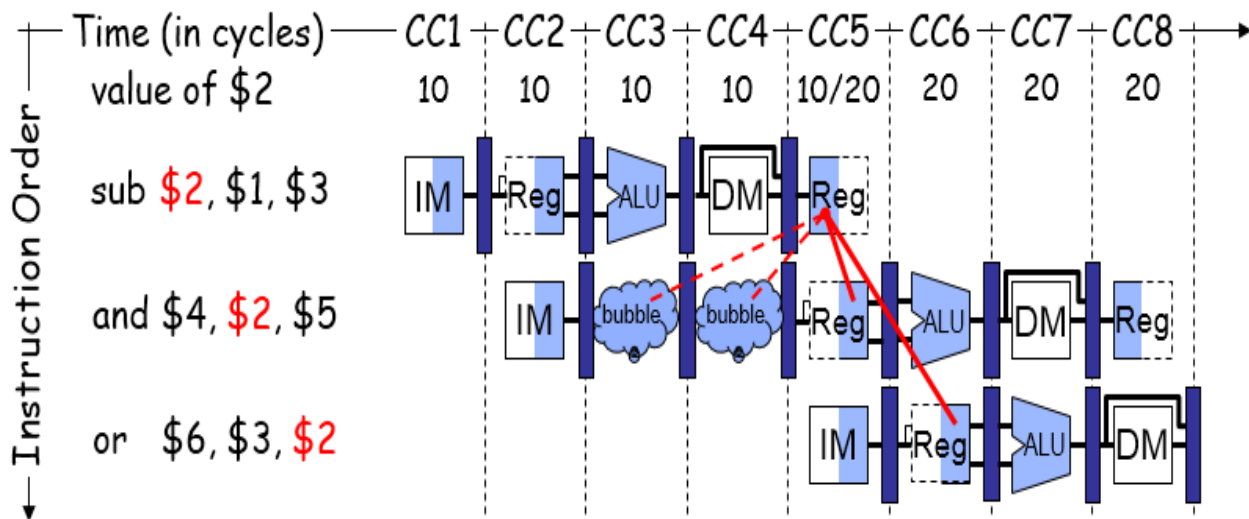 Time (in cycles) CC1 CC2 CC3 CC4 CC5 CC6 CC7 CC8
value of $2 10 10 10 10 10/20 20 20 20
sub $2, $1, $3 IM Reg ALU DM Reg
and $4, $2, $5 IM bubble bubble Reg ALU DM Reg
or $6, $3, $2 IM Reg ALU DM
Instruction Order